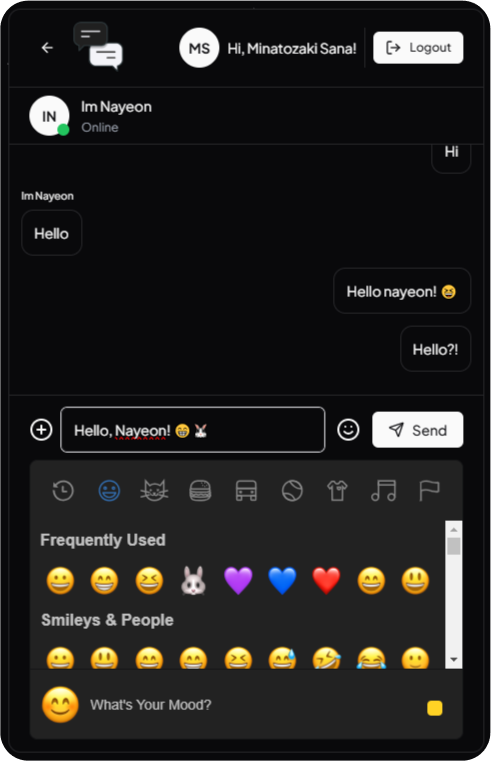 MS Hi, Minatozaki Sana! Logout
IN Im Nayeon
Online
Hi
Im Nayeon
Hello
Hello nayeon! 😆
Hello?!
Hello, Nayeon! 😁 🐰 Send
Frequently Used
Smileys & People
What's Your Mood?